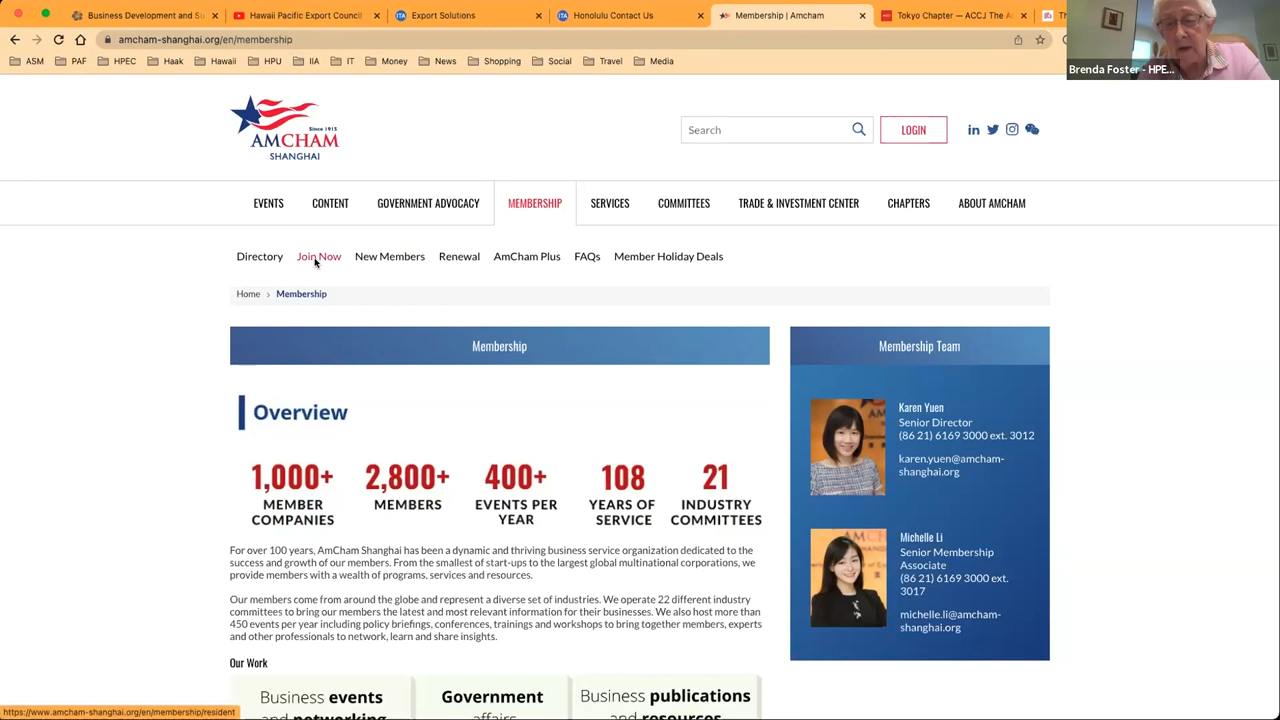 Business Development and Su
Hawaii Pacific Export Council
Export Solutions
Honolulu Contact Us
Membership | Amcham
Tokyo Chapter — ACCJ The A
Th
amcham-shanghai.org/en/membership
ASM
PAF
HPEC
Haak
Hawaii
HPU
IIA
IT
Money
News
Shopping
Social
Travel
Media
Brenda Foster - HPE...
Since 1915
AMCHAM
SHANGHAI
Search
LOGIN
EVENTS
CONTENT
GOVERNMENT ADVOCACY
MEMBERSHIP
SERVICES
COMMITTEES
TRADE & INVESTMENT CENTER
CHAPTERS
ABOUT AMCHAM
Directory
Join Now
New Members
Renewal
AmCham Plus
FAQs
Member Holiday Deals
Home > Membership
Membership
Overview
1,000+
MEMBER
COMPANIES
2,800+
MEMBERS
400+
EVENTS PER
YEAR
108
YEARS OF
SERVICE
21
INDUSTRY
COMMITTEES
For over 100 years, AmCham Shanghai has been a dynamic and thriving business service organization dedicated to the
success and growth of our members. From the smallest of start-ups to the largest global multinational corporations, we
provide members with a wealth of programs, services and resources.
Our members come from around the globe and represent a diverse set of industries. We operate 22 different industry
committees to bring our members the latest and most relevant information for their businesses. We also host more than
450 events per year including policy briefings, conferences, trainings and workshops to bring together members, experts
and other professionals to network, learn and share insights.
Our Work
Business events
and networking
Government
affairs
Business publications
and resources
Membership Team
Karen Yuen
Senior Director
(86 21) 6169 3000 ext. 3012
karen.yuen@amcham-
shanghai.org
Michelle Li
Senior Membership
Associate
(86 21) 6169 3000 ext.
3017
michelle.li@amcham-
shanghai.org
https://www.amcham-shanghai.org/en/membership/resident